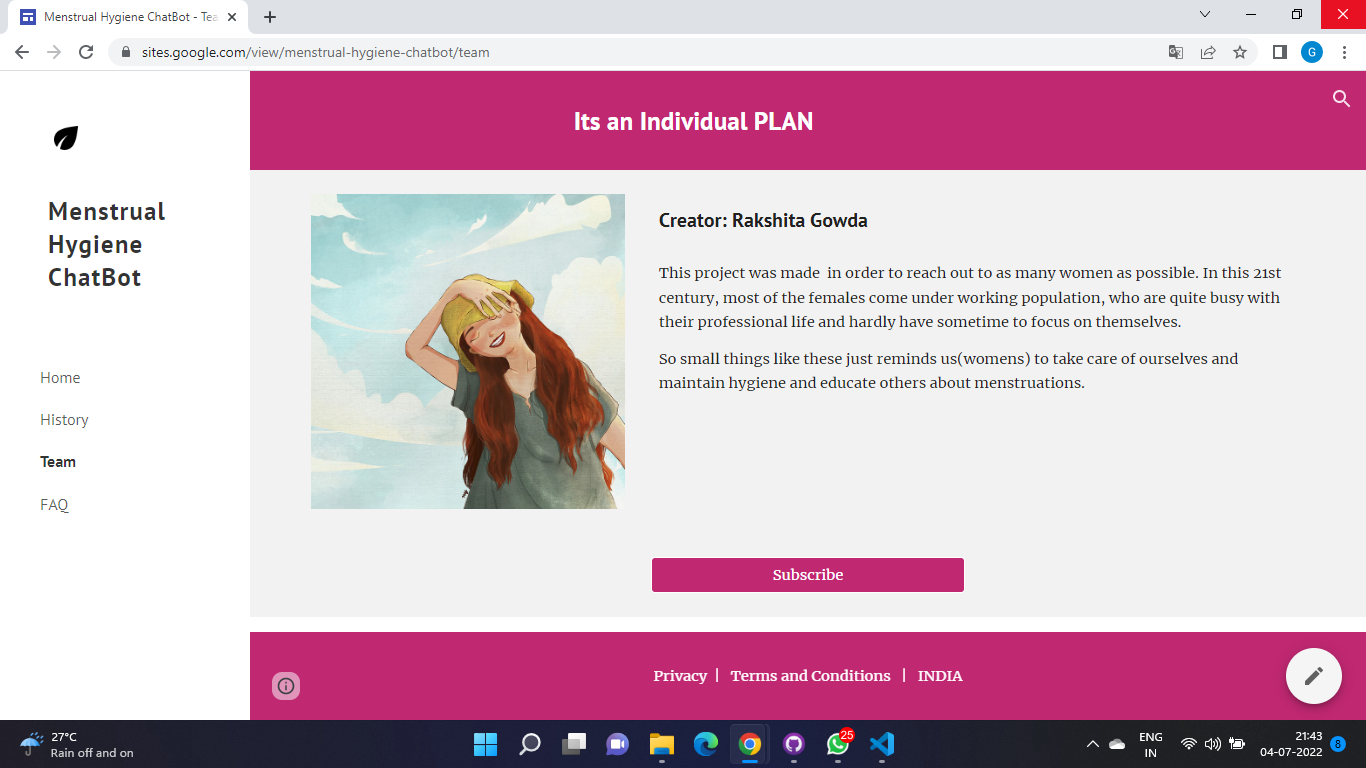 Menstrual Hygiene ChatBot - Tea
sites.google.com/view/menstrual-hygiene-chatbot/team
G
Its an Individual PLAN
Menstrual
Hygiene
ChatBot
Home
History
Team
FAQ
Creator: Rakshita Gowda
This project was made  in order to reach out to as many women as possible. In this 21st
century, most of the females come under working population, who are quite busy with
their professional life and hardly have sometime to focus on themselves.
So small things like these just reminds us(womens) to take care of ourselves and
maintain hygiene and educate others about menstruations.
Subscribe
Privacy | Terms and Conditions | INDIA
27°C
Rain off and on
25
ENG
IN
21:43
04-07-2022
8